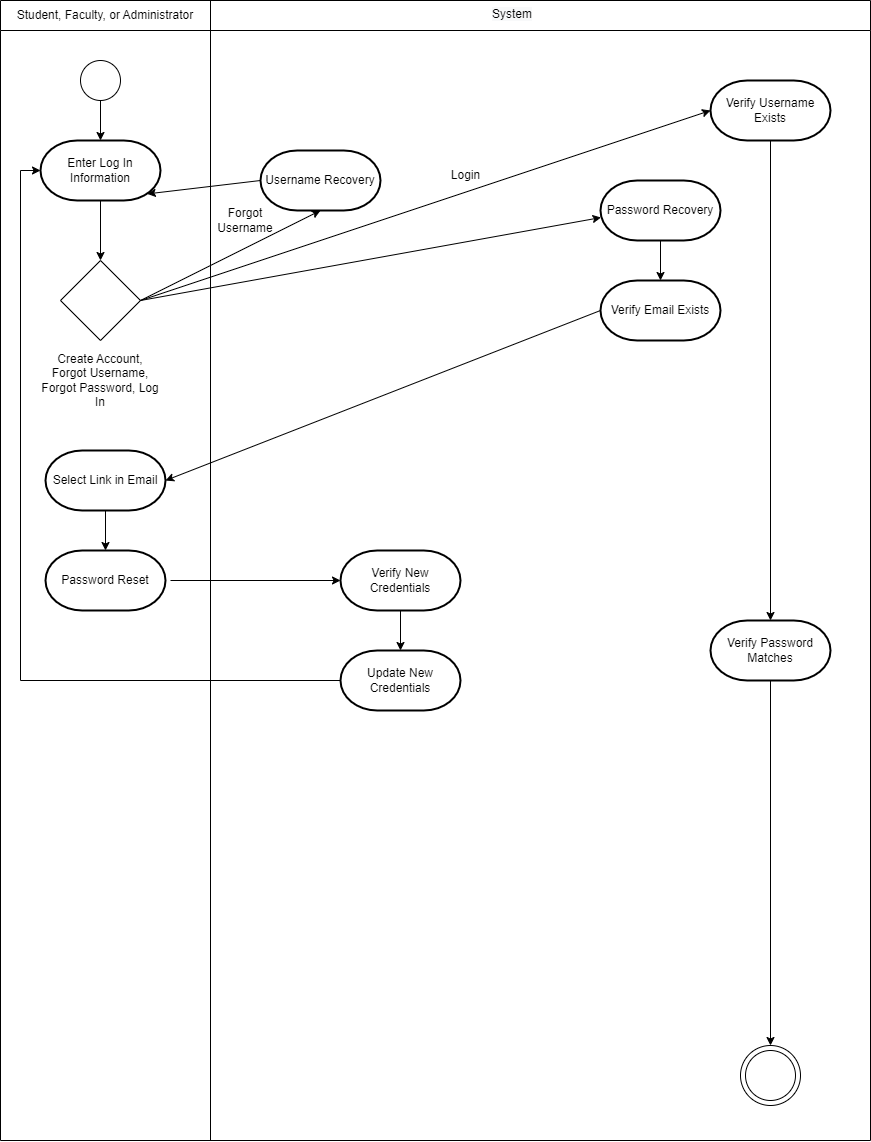 Student, Faculty, or Administrator
System
Verify Username
Exists
Enter Log In
Information
Username Recovery
Login
Password Recovery
Forgot
Username
Verify Email Exists
Create Account,
Forgot Username,
Forgot Password, Log
In
Select Link in Email
Password Reset
Verify New
Credentials
Verify Password
Matches
Update New
Credentials